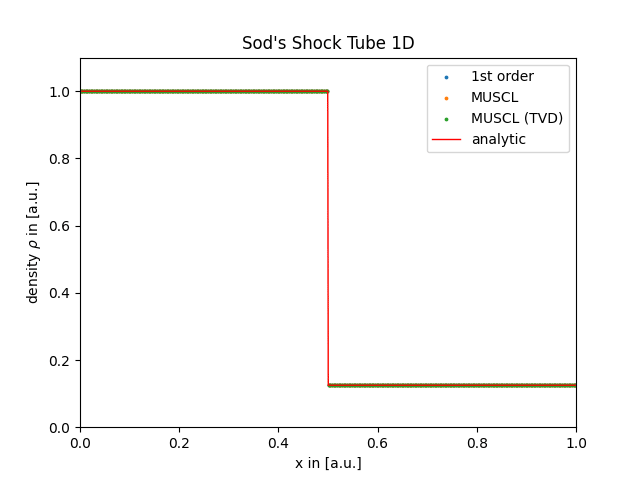 Sod's Shock Tube 1D
1st order
MUSCL
MUSCL (TVD)
analytic
density ρ in [a.u.]
1.0
0.8
0.6
0.4
0.2
0.0
0.0 0.2 0.4 0.6 0.8 1.0
x in [a.u.]